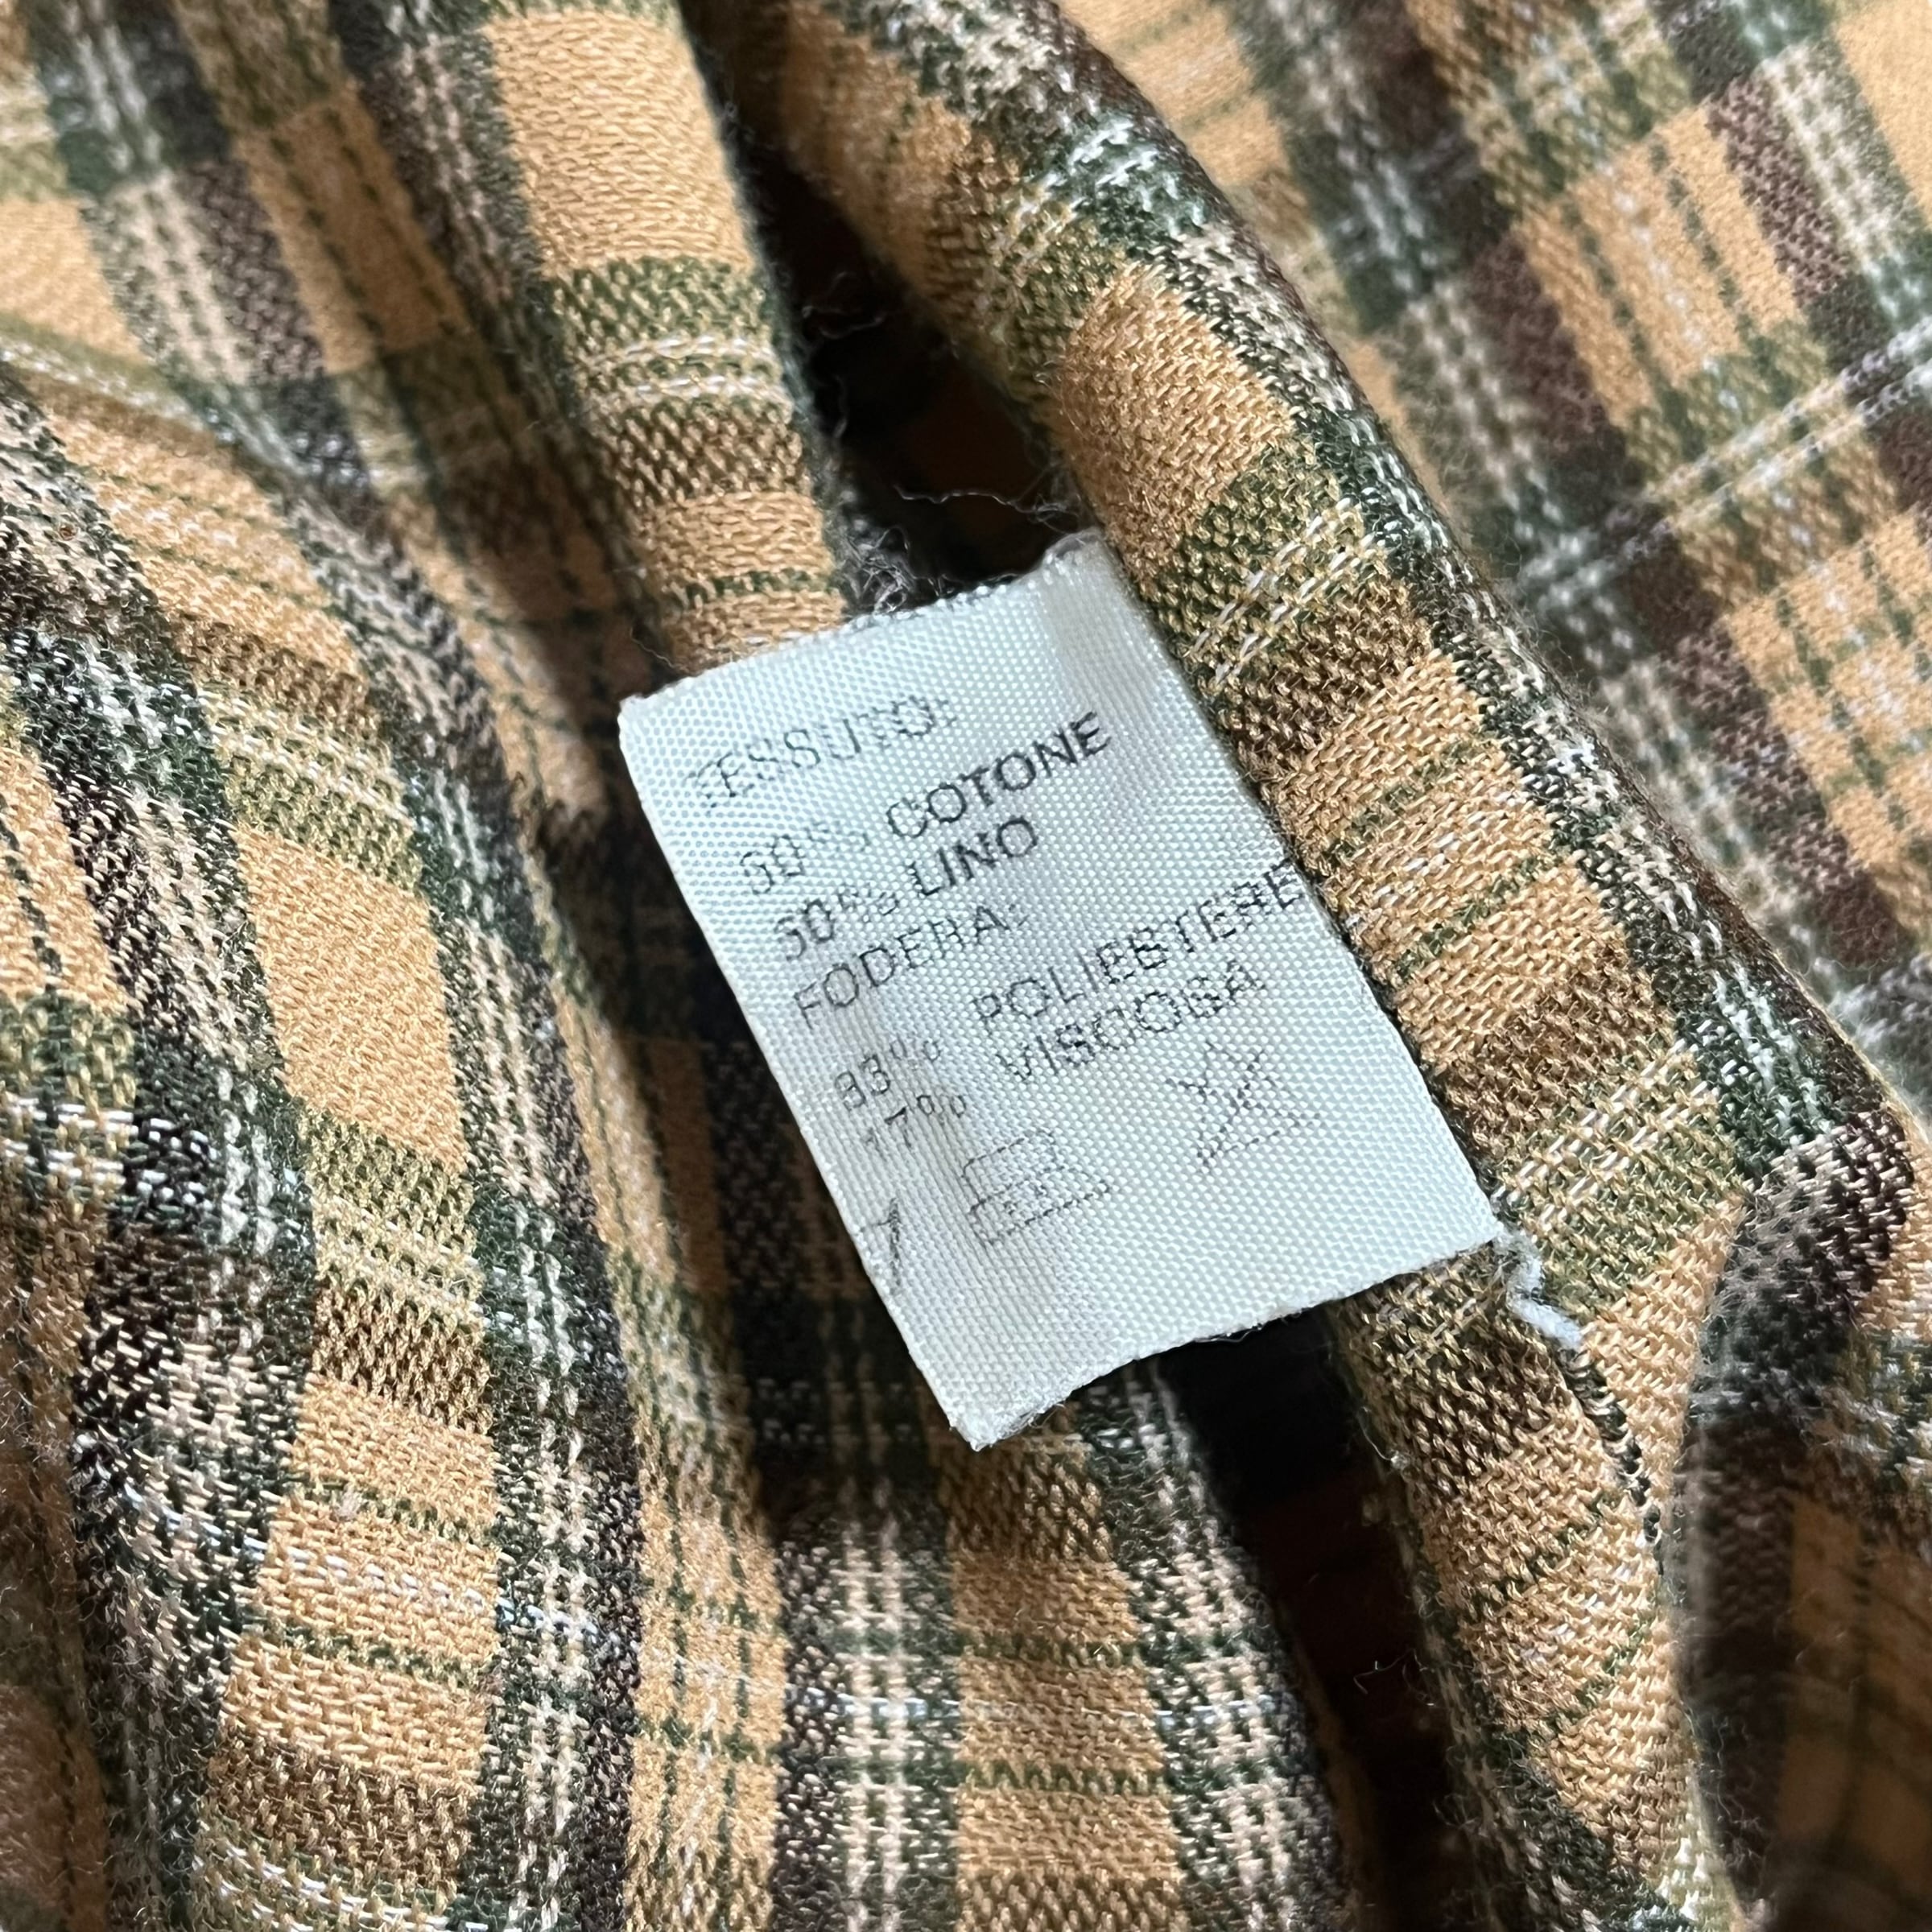 TESSUTO:
50% COTONE
50% LINO
FODERA:
83% POLIESTERE
17% VISCOSA